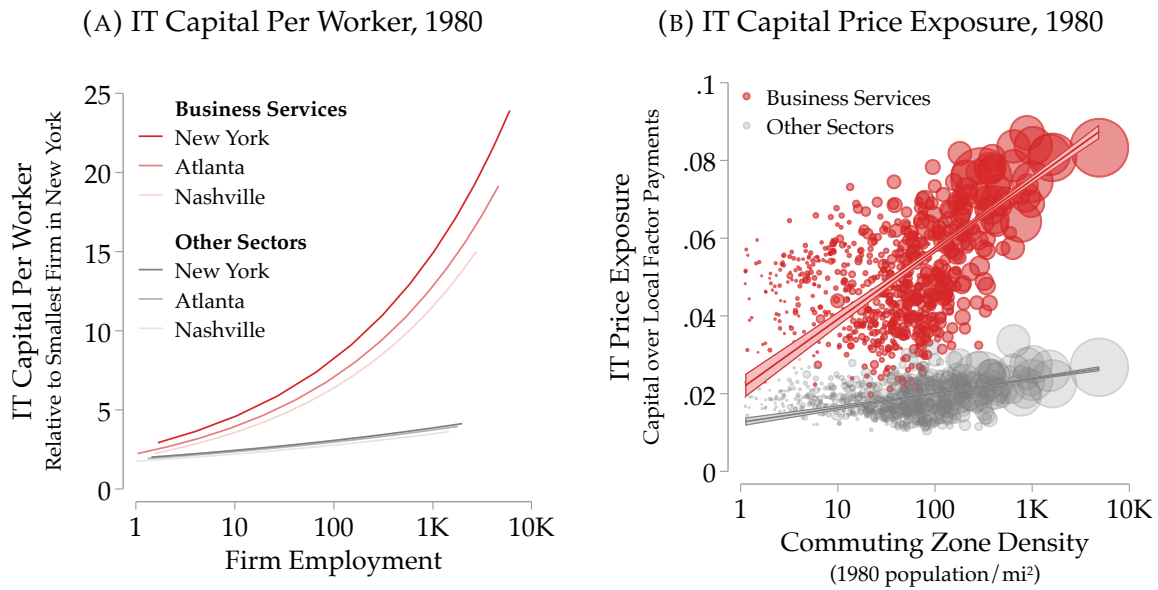 (A) IT Capital Per Worker, 1980
IT Capital Per Worker
Relative to Smallest Firm in New York
25
20
15
10
5
0
Business Services
New York
Atlanta
Nashville
Other Sectors
New York
Atlanta
Nashville
1 10 100 1K 10K
Firm Employment
(B) IT Capital Price Exposure, 1980
IT Price Exposure
Capital over Local Factor Payments
.1
.08
.06
.04
.02
0
Business Services
Other Sectors
1 10 100 1K 10K
Commuting Zone Density
(1980 population/mi²)